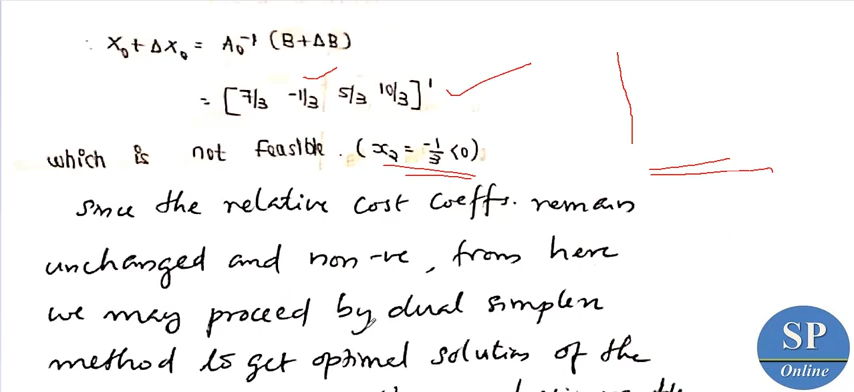 ∴ X₀ + ΔX₀ = A₀⁻¹ (B+ΔB)
= [7/3 -1/3 5/3 10/3]'
which is not feasible. (x₂ = -1/3 <0)
Since the relative cost coeffs. remain
unchanged and non -ve, from here
we may proceed by dual simplex
method to get optimal solution of the
SP
Online